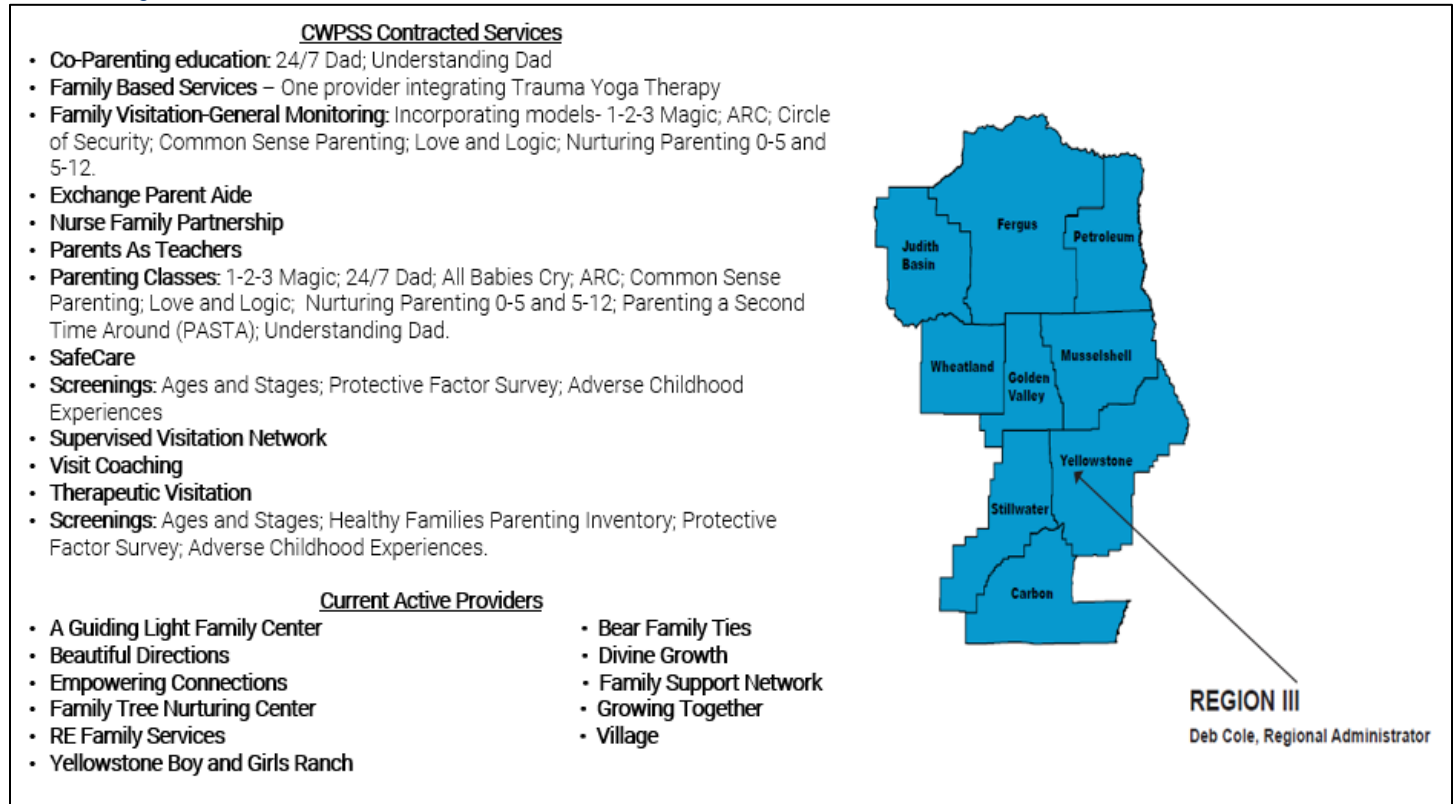 CWPSS Contracted Services
• Co-Parenting education: 24/7 Dad; Understanding Dad
• Family Based Services – One provider integrating Trauma Yoga Therapy
• Family Visitation-General Monitoring: Incorporating models- 1-2-3 Magic; ARC; Circle
of Security; Common Sense Parenting; Love and Logic; Nurturing Parenting 0-5 and
5-12.
• Exchange Parent Aide
• Nurse Family Partnership
• Parents As Teachers
• Parenting Classes: 1-2-3 Magic; 24/7 Dad; All Babies Cry; ARC; Common Sense
Parenting; Love and Logic; Nurturing Parenting 0-5 and 5-12; Parenting a Second
Time Around (PASTA); Understanding Dad.
• SafeCare
• Screenings: Ages and Stages; Protective Factor Survey; Adverse Childhood
Experiences
• Supervised Visitation Network
• Visit Coaching
• Therapeutic Visitation
• Screenings: Ages and Stages; Healthy Families Parenting Inventory; Protective
Factor Survey; Adverse Childhood Experiences.
Current Active Providers
• A Guiding Light Family Center
• Beautiful Directions
• Empowering Connections
• Family Tree Nurturing Center
• RE Family Services
• Yellowstone Boy and Girls Ranch
• Bear Family Ties
• Divine Growth
• Family Support Network
• Growing Together
• Village
Fergus
Petroleum
Judith
Basin
Wheatland
Golden
Valley
Musselshell
Yellowstone
Stillwater
Carbon
REGION III
Deb Cole, Regional Administrator